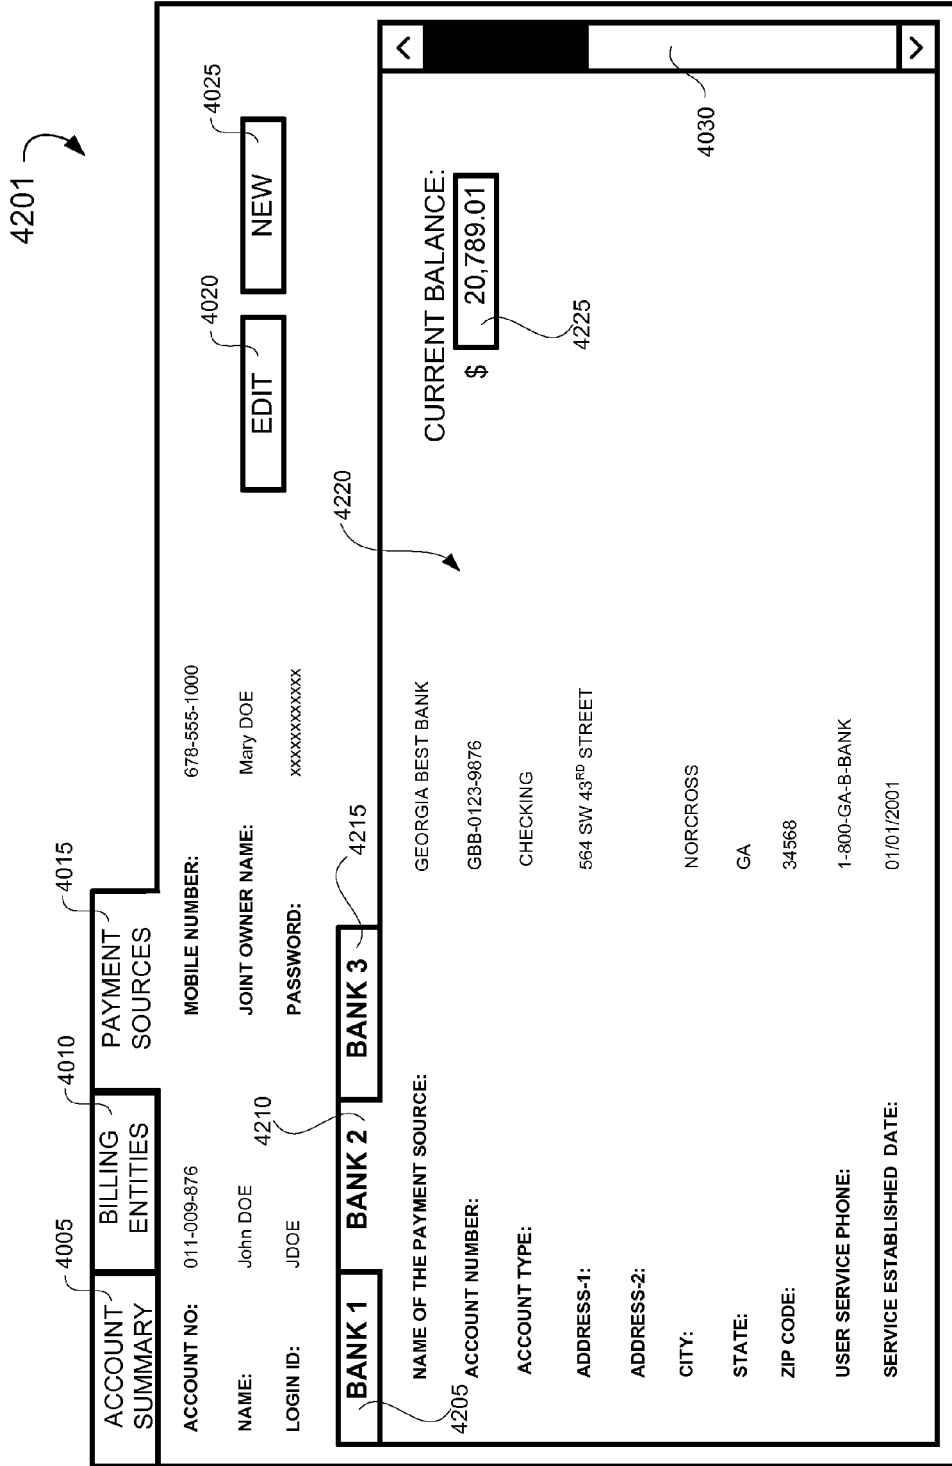 4201
4005
4010
4015
ACCOUNT
SUMMARY
BILLING
ENTITIES
PAYMENT
SOURCES
ACCOUNT NO: 011-009-876 MOBILE NUMBER: 678-555-1000
NAME: John DOE JOINT OWNER NAME: Mary DOE
LOGIN ID: JDOE PASSWORD: xxxxxxxxxxxx
4020
4025
EDIT NEW
4210
4215
4220
BANK 1 BANK 2 BANK 3
4205
NAME OF THE PAYMENT SOURCE: GEORGIA BEST BANK
ACCOUNT NUMBER: GBB-0123-9876
ACCOUNT TYPE: CHECKING
ADDRESS-1: 564 SW 43RD STREET
ADDRESS-2:
CITY: NORCROSS
STATE: GA
ZIP CODE: 34568
USER SERVICE PHONE: 1-800-GA-B-BANK
SERVICE ESTABLISHED DATE: 01/01/2001
CURRENT BALANCE:
$ 20,789.01
4225
4030